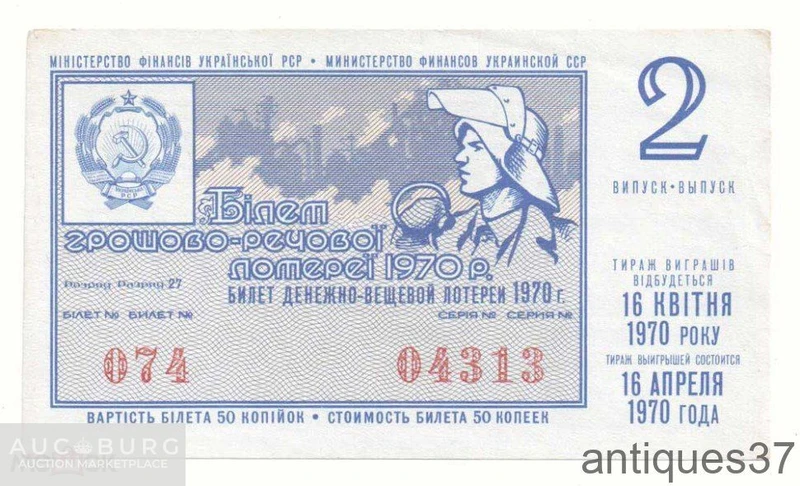 МІНІСТЕРСТВО ФІНАНСІВ УКРАЇНСЬКОЇ РСР • МИНИСТЕРСТВО ФИНАНСОВ УКРАИНСКОЙ ССР
2
ВИПУСК • ВЫПУСК
УКРАЇНСЬКА
РСР
Білет
грошово-речової
лотереї 1970 р.
БИЛЕТ ДЕНЕЖНО-ВЕЩЕВОЙ ЛОТЕРЕИ 1970 г.
Розряд Разряд 27
БІЛЕТ № БИЛЕТ № СЕРІЯ № СЕРИЯ №
074 04313
ВАРТІСТЬ БІЛЕТА 50 КОПІЙОК • СТОИМОСТЬ БИЛЕТА 50 КОПЕЕК
ТИРАЖ ВИГРАШІВ
ВІДБУДЕТЬСЯ
16 КВІТНЯ
1970 РОКУ
ТИРАЖ ВЫИГРЫШЕЙ СОСТОИТСЯ
16 АПРЕЛЯ
1970 ГОДА
AUCBURG
AUCTION MARKETPLACE
antiques37